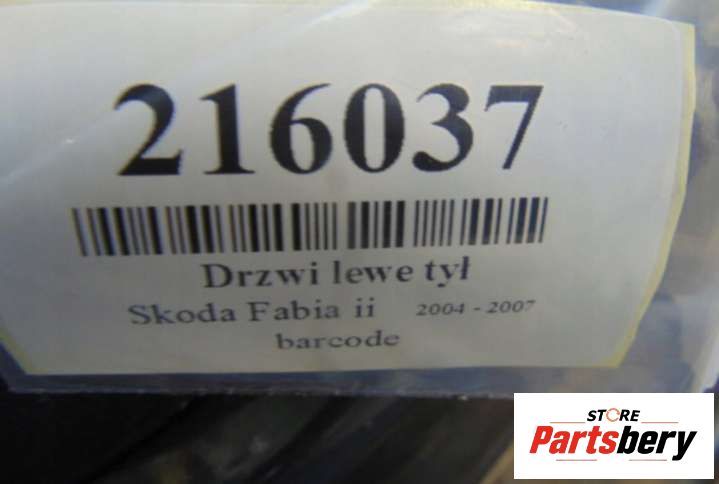 216037
Drzwi lewe tył
Skoda Fabia ii 2004 - 2007
barcode
STORE
Partsbery